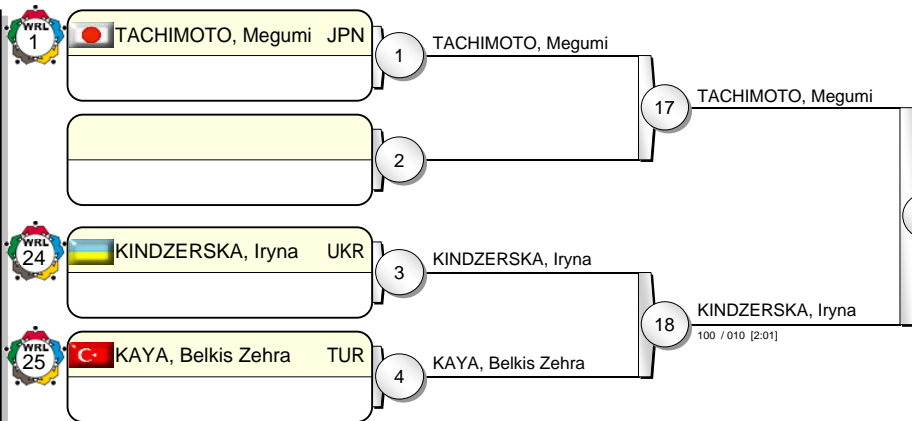 WRL
1
TACHIMOTO, Megumi JPN
1
TACHIMOTO, Megumi
17
TACHIMOTO, Megumi
2
WRL
24
KINDZERSKA, Iryna UKR
3
KINDZERSKA, Iryna
18
KINDZERSKA, Iryna
100 / 010 [2:01]
WRL
25
KAYA, Belkis Zehra TUR
4
KAYA, Belkis Zehra